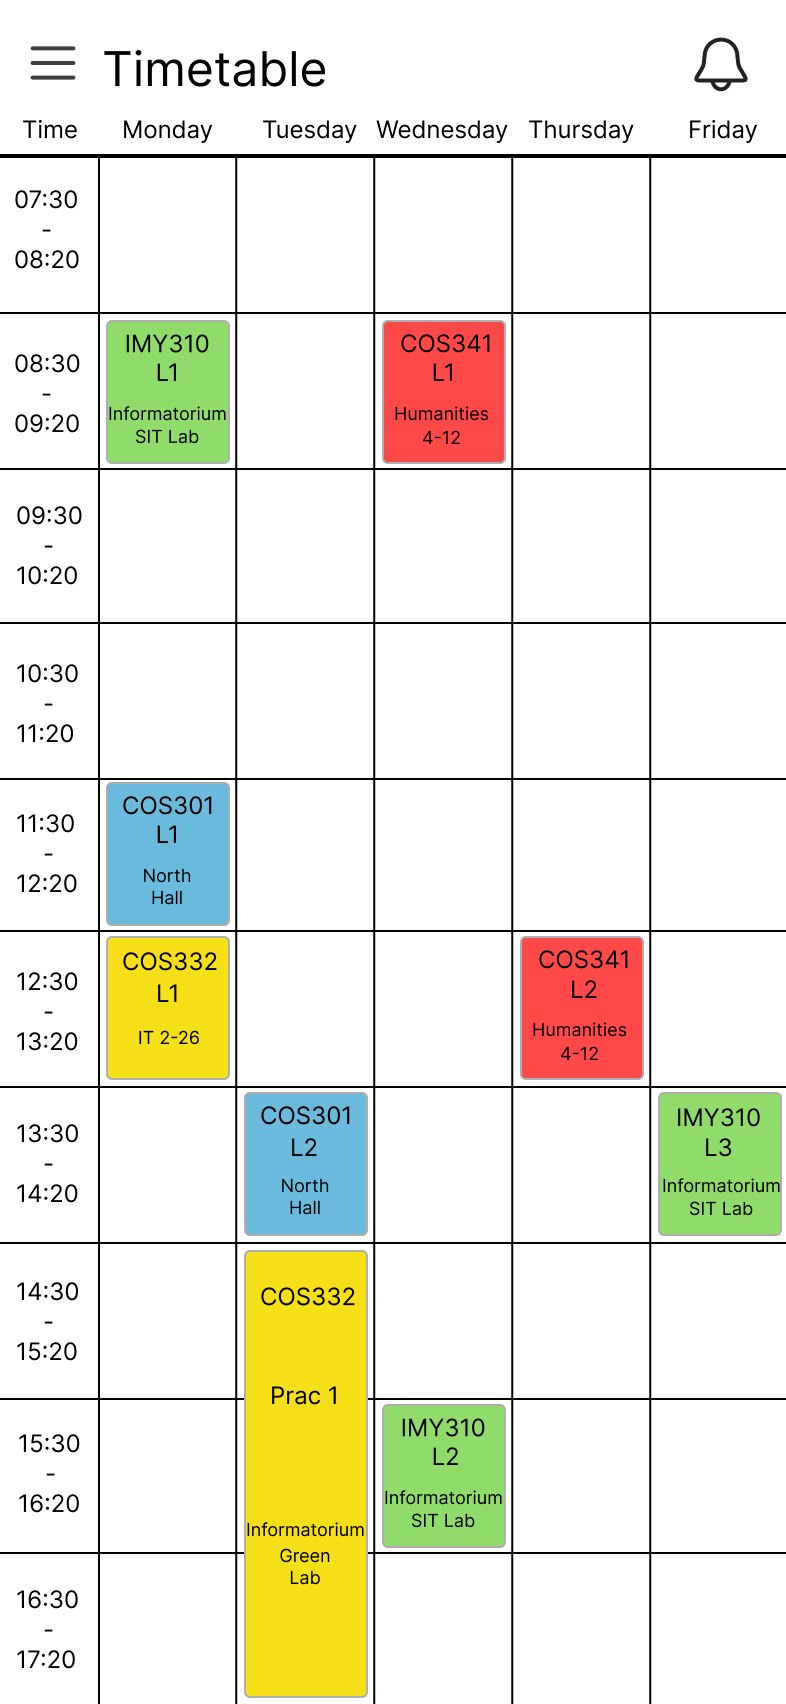 Timetable
Time Monday Tuesday Wednesday Thursday Friday
07:30
-
08:20
08:30
-
09:20
IMY310
L1
Informatorium
SIT Lab
COS341
L1
Humanities
4-12
09:30
-
10:20
10:30
-
11:20
11:30
-
12:20
COS301
L1
North
Hall
12:30
-
13:20
COS332
L1
IT 2-26
COS341
L2
Humanities
4-12
13:30
-
14:20
COS301
L2
North
Hall
IMY310
L3
Informatorium
SIT Lab
14:30
-
15:20
COS332
Prac 1
Informatorium
Green
Lab
15:30
-
16:20
IMY310
L2
Informatorium
SIT Lab
16:30
-
17:20